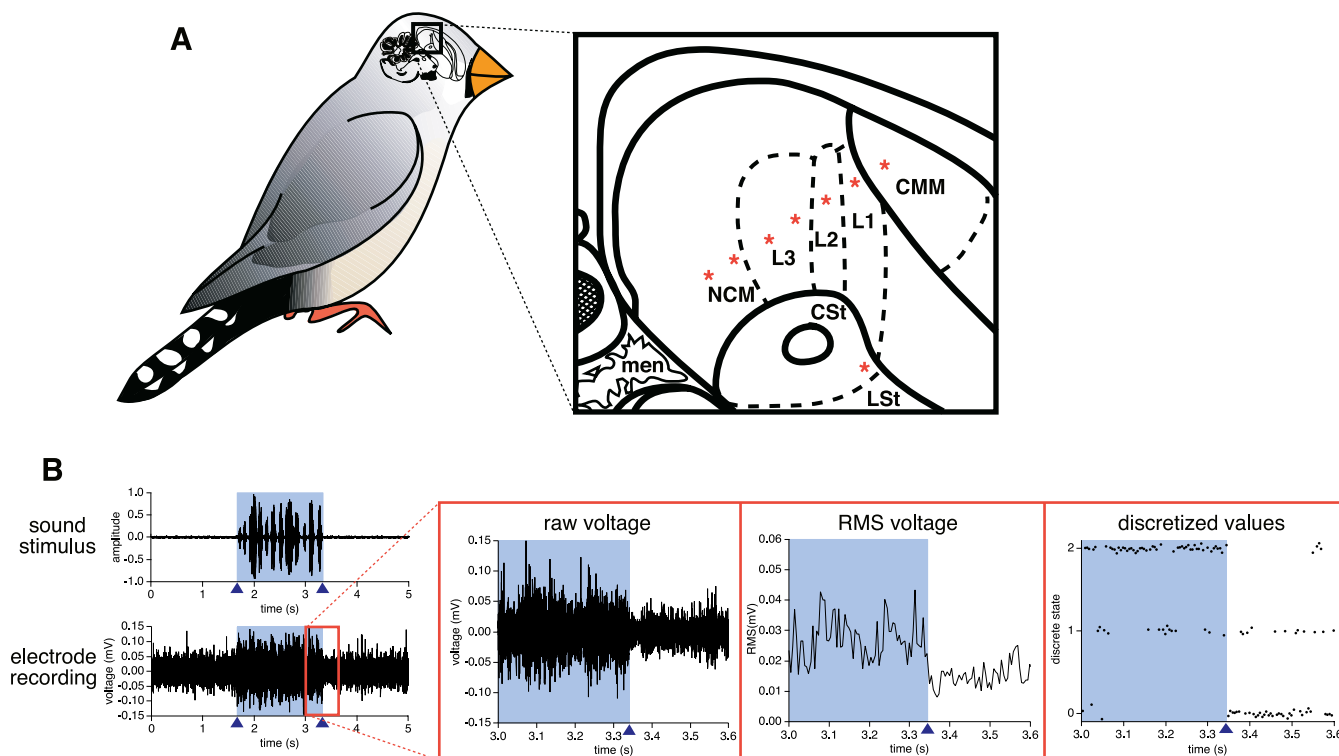 A
CMM
L1
L2
L3
NCM
CSt
men
LSt
B
sound
stimulus
amplitude
1.0
0.5
0.0
-0.5
-1.0
0 1 2 3 4 5
time (s)
electrode
recording
voltage (mV)
0.15
0.10
0.05
0.00
-0.05
-0.10
-0.15
0 1 2 3 4 5
time (s)
raw voltage
voltage (mV)
0.15
0.10
0.05
0.00
-0.05
-0.10
-0.15
3.0 3.1 3.2 3.3 3.4 3.5 3.6
time (s)
RMS voltage
RMS(mV)
0.06
0.05
0.04
0.03
0.02
0.01
0.00
3.0 3.1 3.2 3.3 3.4 3.5 3.6
time (s)
discretized values
discrete state
2
1
0
3.0 3.1 3.2 3.3 3.4 3.5 3.6
time (s)